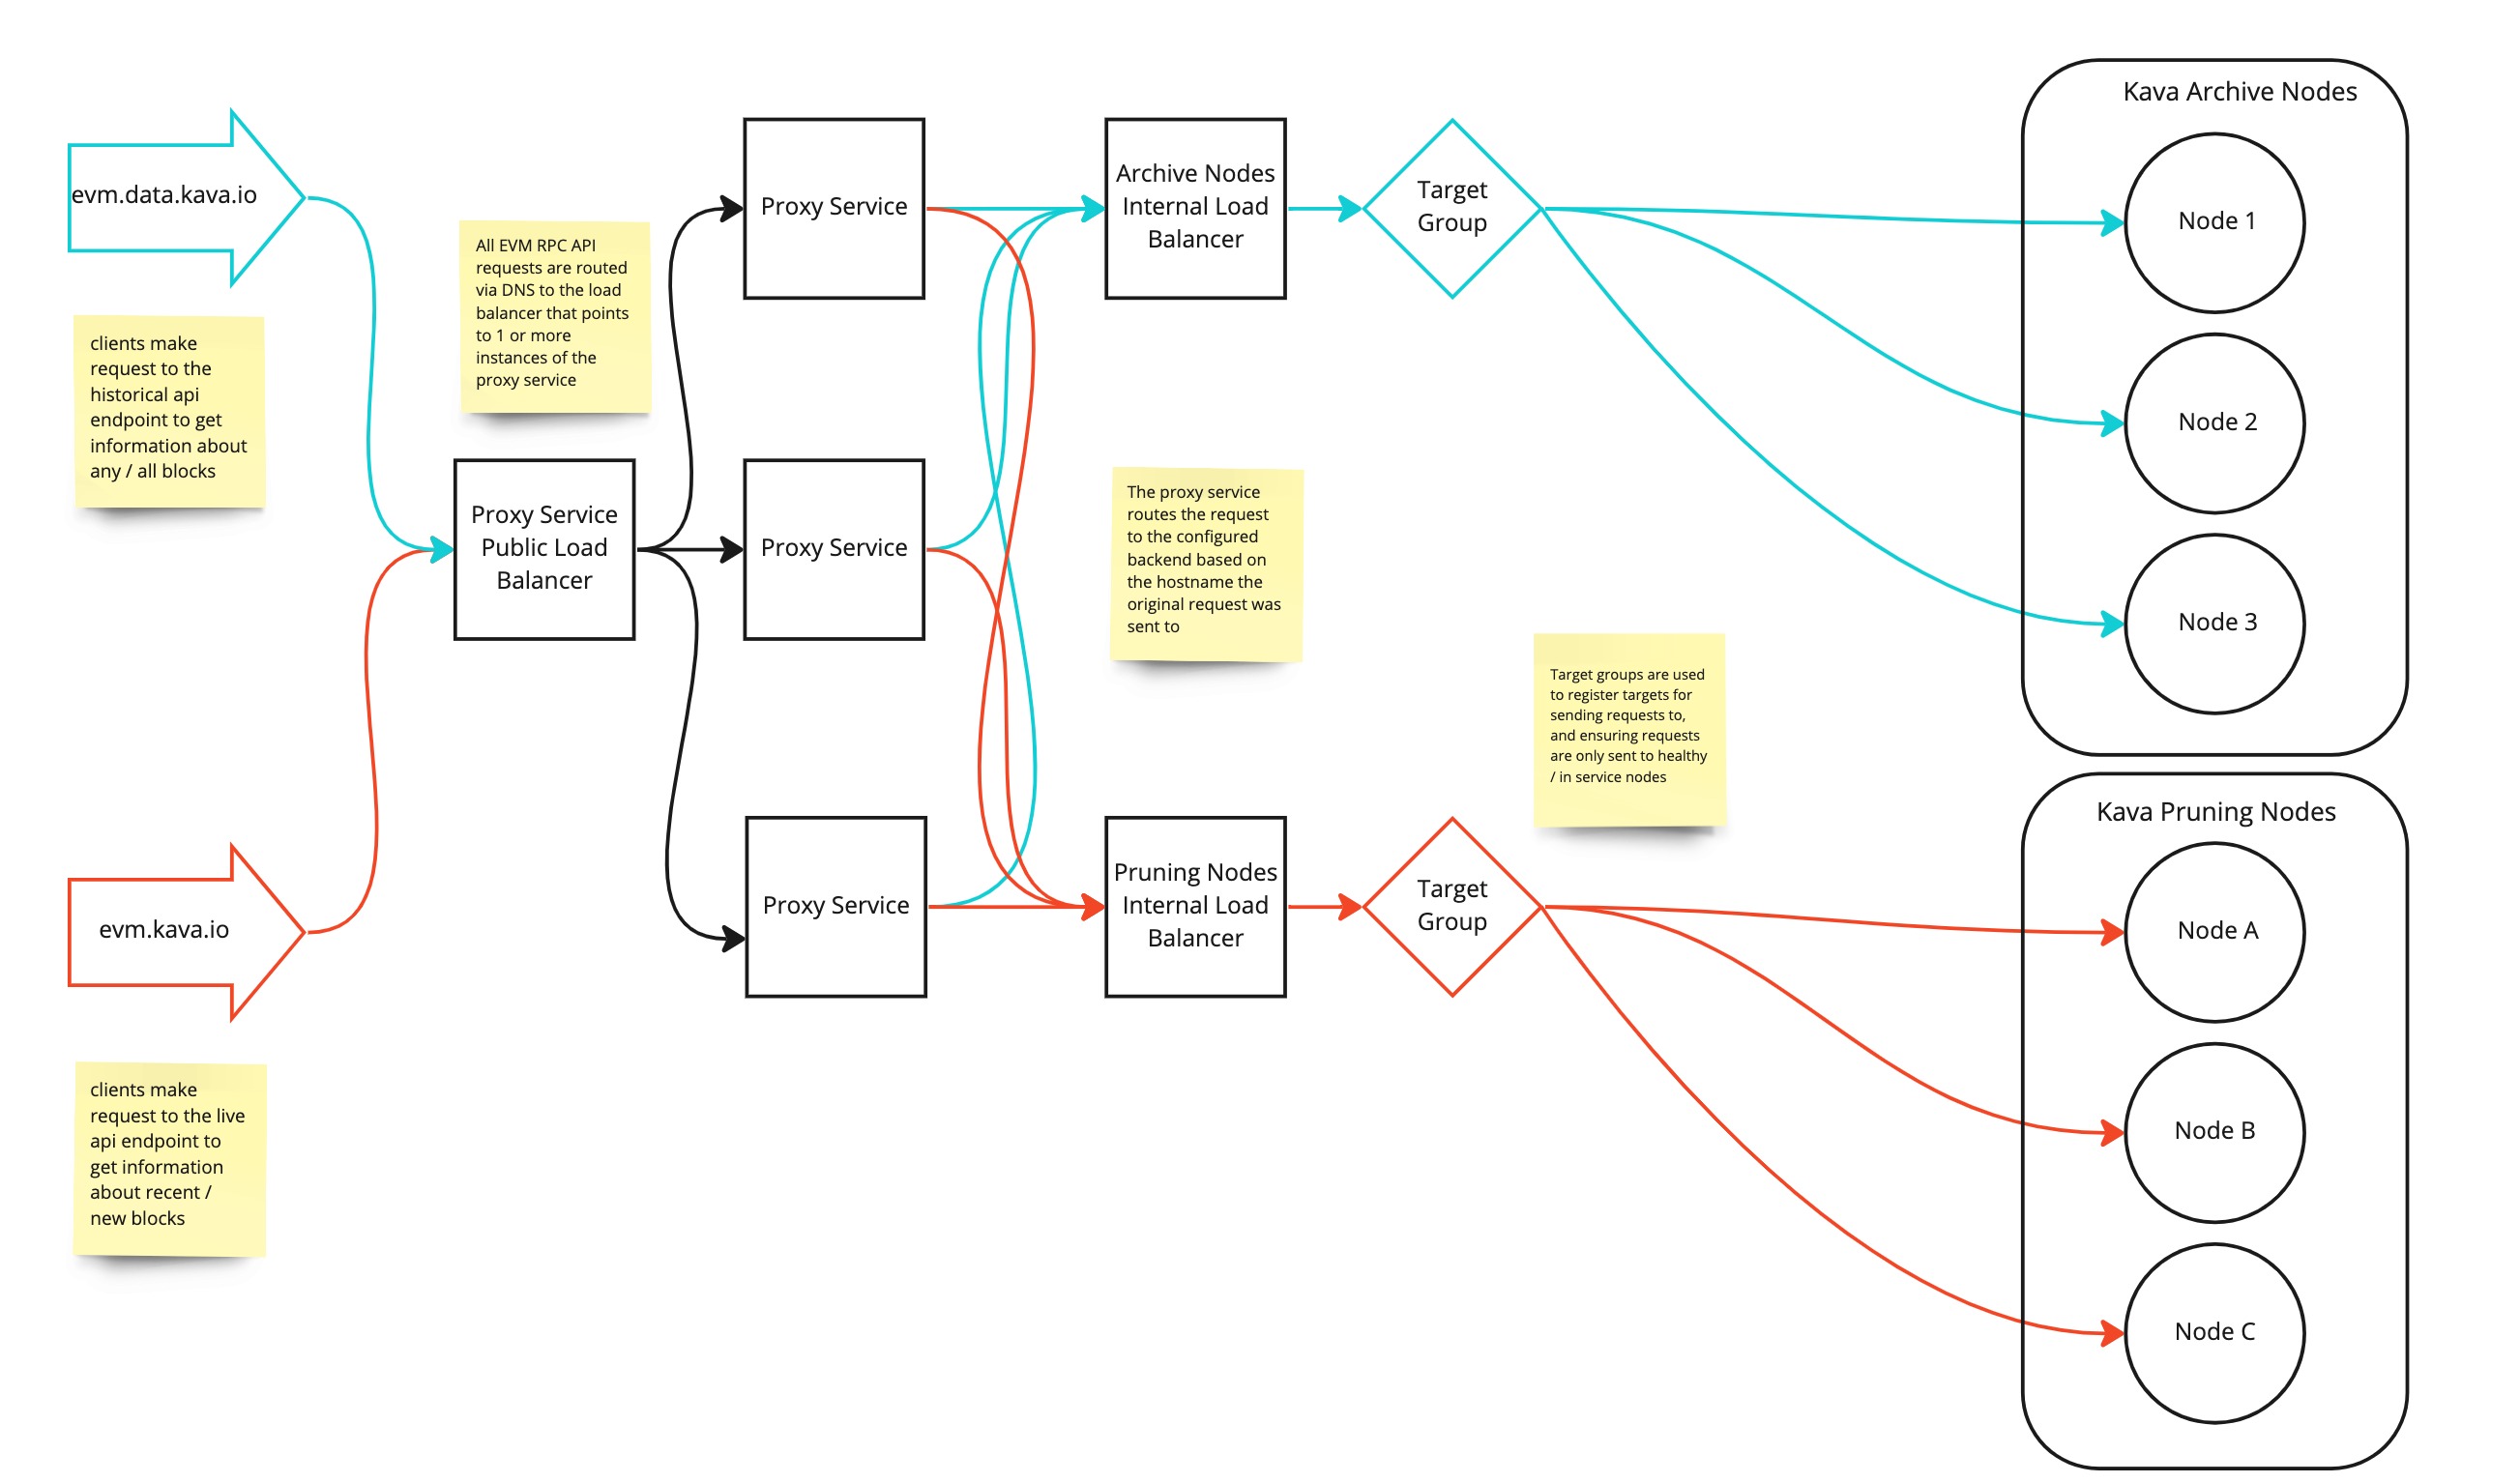 evm.data.kava.io
clients make
request to the
historical api
endpoint to get
information about
any / all blocks
evm.kava.io
clients make
request to the live
api endpoint to
get information
about recent /
new blocks
All EVM RPC API
requests are routed
via DNS to the load
balancer that points
to 1 or more
instances of the
proxy service
Proxy Service
Public Load
Balancer
Proxy Service
Proxy Service
Proxy Service
Archive Nodes
Internal Load
Balancer
The proxy service
routes the request
to the configured
backend based on
the hostname the
original request was
sent to
Pruning Nodes
Internal Load
Balancer
Target
Group
Target groups are used
to register targets for
sending requests to,
and ensuring requests
are only sent to healthy
/ in service nodes
Target
Group
Kava Archive Nodes
Node 1
Node 2
Node 3
Kava Pruning Nodes
Node A
Node B
Node C